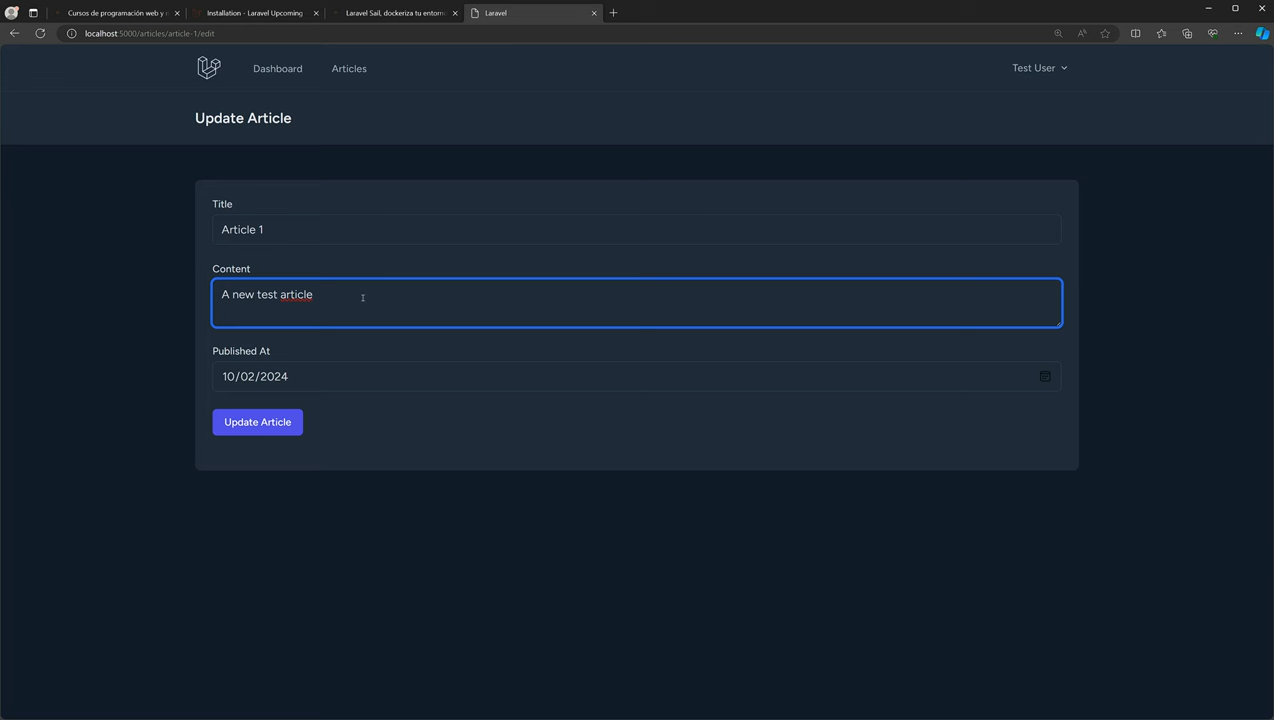 Cursos de programación web y
Installation - Laravel Upcoming
Laravel Sail, dockeriza tu entorn
Laravel
localhost:5000/articles/article-1/edit
Dashboard
Articles
Test User
Update Article
Title
Article 1
Content
A new test article
Published At
10/02/2024
Update Article